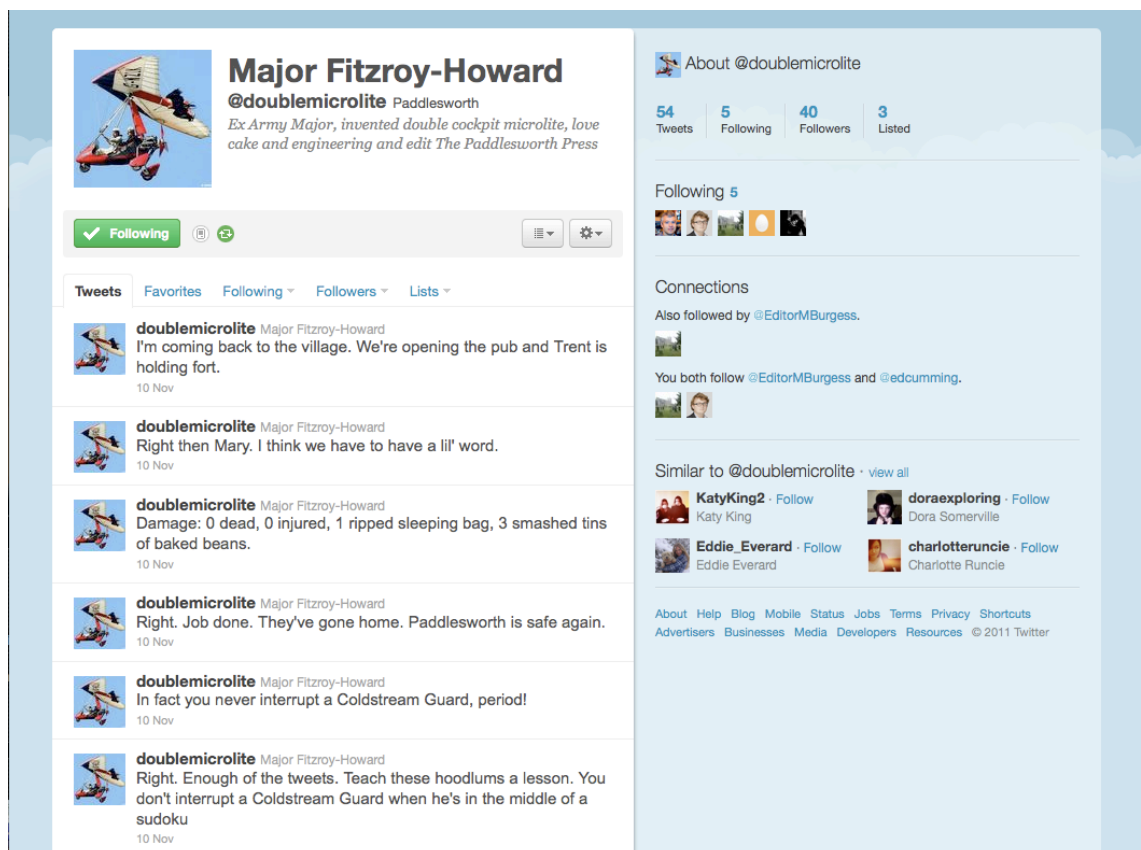 Major Fitzroy-Howard
@doublemicrolite Paddlesworth
Ex Army Major, invented double cockpit microlite, love
cake and engineering and edit The Paddlesworth Press
Following
Tweets Favorites Following Followers Lists
doublemicrolite Major Fitzroy-Howard
I'm coming back to the village. We're opening the pub and Trent is
holding fort.
10 Nov
doublemicrolite Major Fitzroy-Howard
Right then Mary. I think we have to have a lil' word.
10 Nov
doublemicrolite Major Fitzroy-Howard
Damage: 0 dead, 0 injured, 1 ripped sleeping bag, 3 smashed tins
of baked beans.
10 Nov
doublemicrolite Major Fitzroy-Howard
Right. Job done. They've gone home. Paddlesworth is safe again.
10 Nov
doublemicrolite Major Fitzroy-Howard
In fact you never interrupt a Coldstream Guard, period!
10 Nov
doublemicrolite Major Fitzroy-Howard
Right. Enough of the tweets. Teach these hoodlums a lesson. You
don't interrupt a Coldstream Guard when he's in the middle of a
sudoku
10 Nov
About @doublemicrolite
54 5 40 3
Tweets Following Followers Listed
Following 5
Connections
Also followed by @EditorMBurgess.
You both follow @EditorMBurgess and @edcumming.
Similar to @doublemicrolite · view all
KatyKing2 · Follow
Katy King
doraexploring · Follow
Dora Somerville
Eddie_Everard · Follow
Eddie Everard
charlotteruncie · Follow
Charlotte Runcie
About Help Blog Mobile Status Jobs Terms Privacy Shortcuts
Advertisers Businesses Media Developers Resources © 2011 Twitter